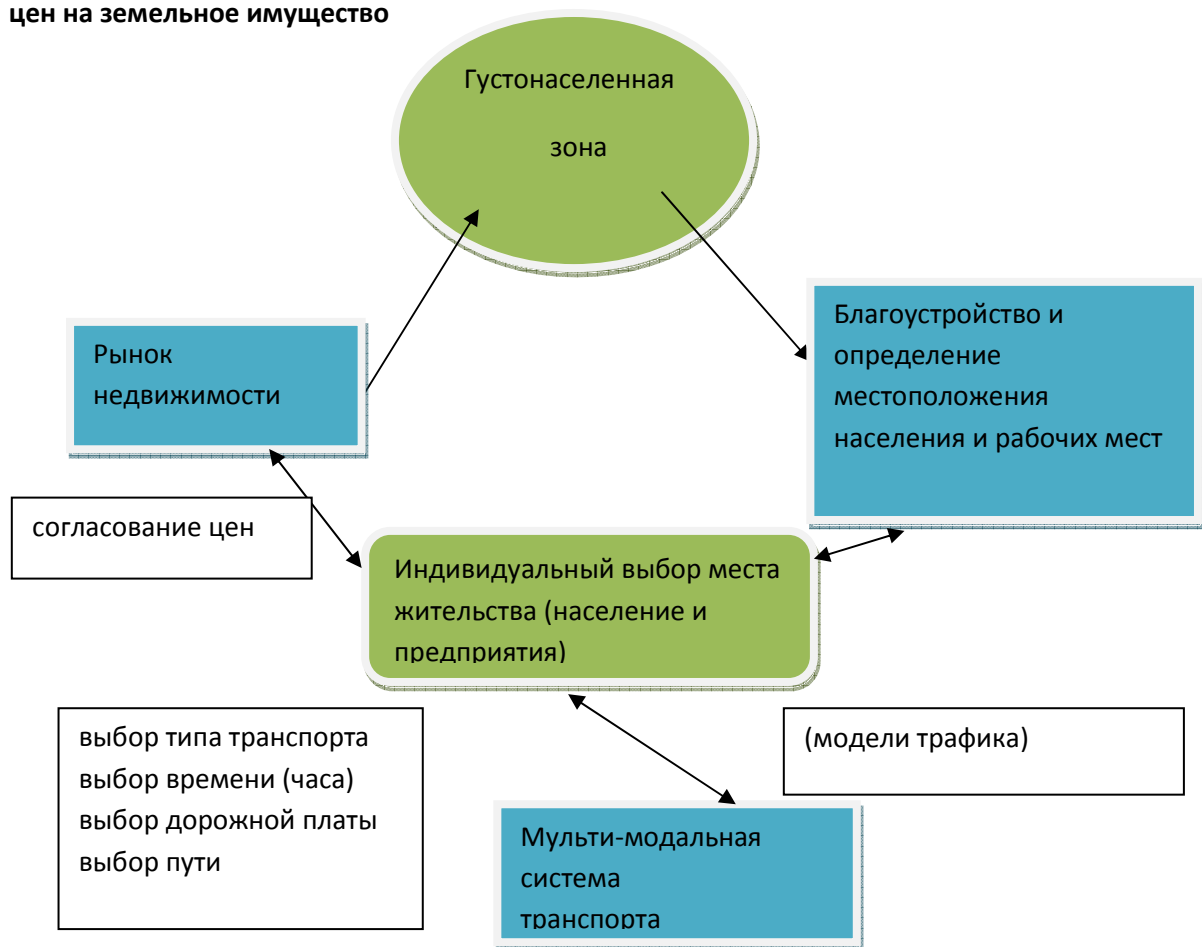 цен на земельное имущество
Густонаселенная
зона
Рынок
недвижимости
Благоустройство и
определение
местоположения
населения и рабочих мест
согласование цен
Индивидуальный выбор места
жительства (население и
предприятия)
выбор типа транспорта
выбор времени (часа)
выбор дорожной платы
выбор пути
(модели трафика)
Мульти-модальная
система
транспорта